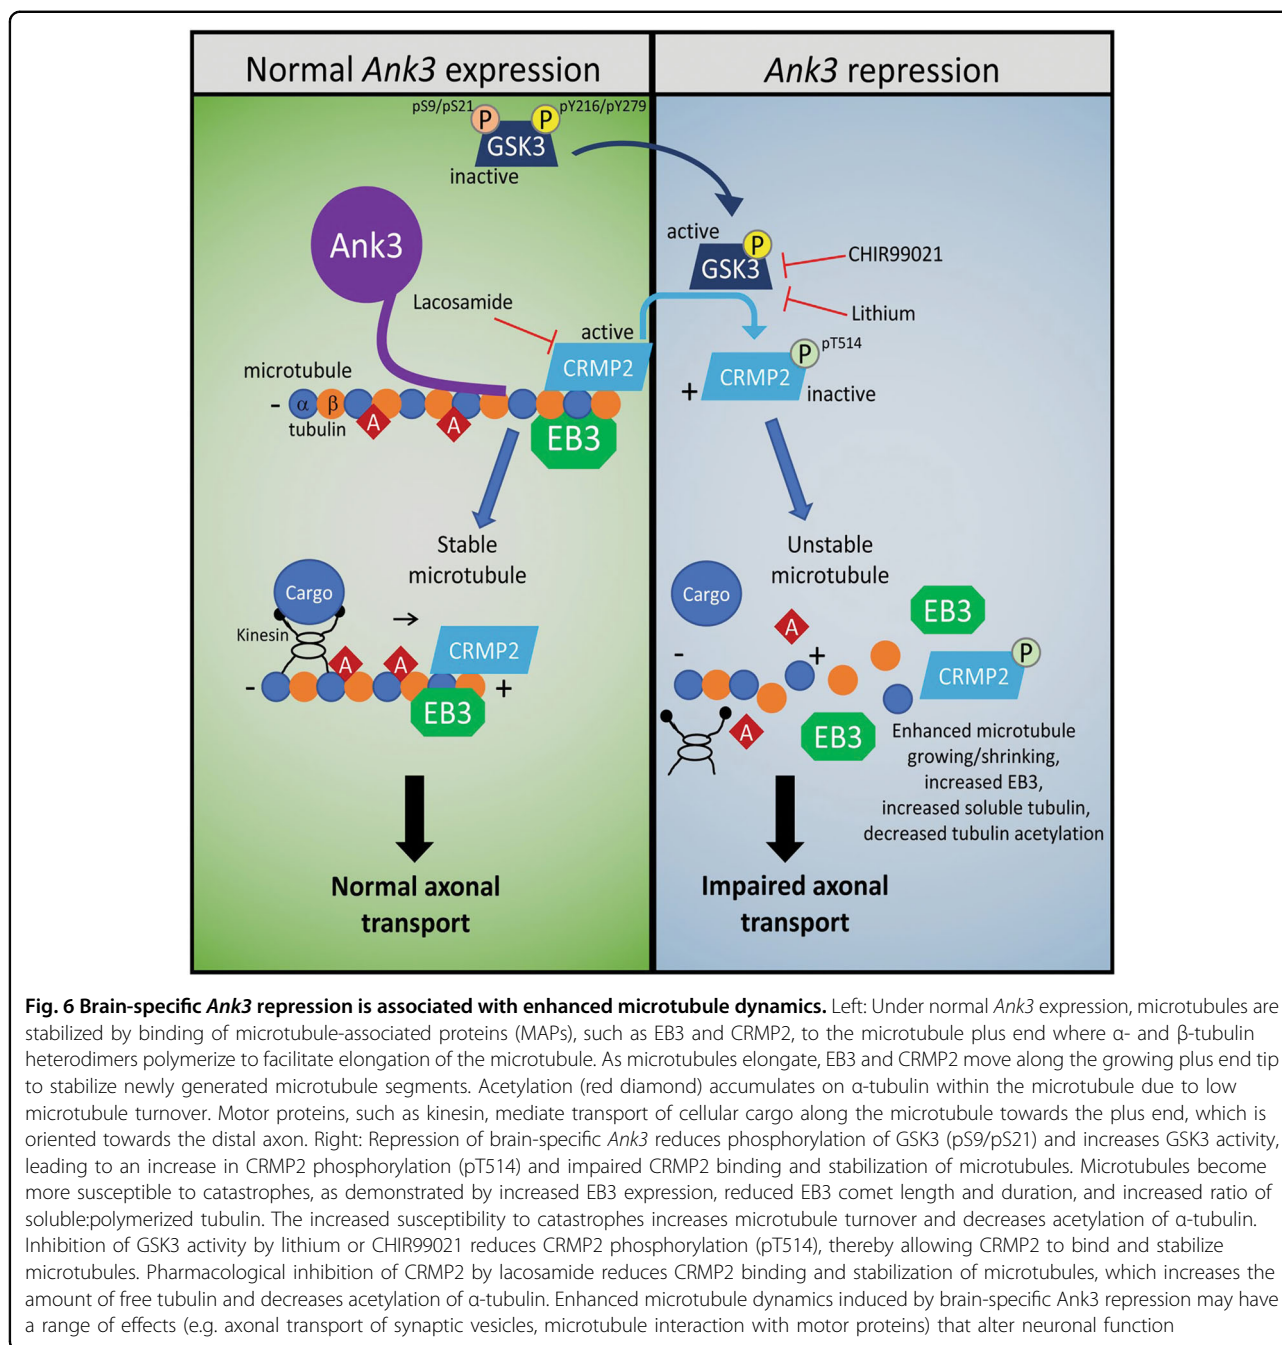 Normal Ank3 expression
Ank3 repression
pS9/pS21
P
P
pY216/pY279
GSK3
inactive
Ank3
Lacosamide
active
CRMP2
microtubule
-
α
β
tubulin
A
A
EB3
Stable
microtubule
Cargo
Kinesin
A
A
CRMP2
-
+
EB3
Normal axonal
transport
active
P
GSK3
CHIR99021
Lithium
P
pT514
CRMP2
+
inactive
Unstable
microtubule
Cargo
EB3
A
-
+
P
CRMP2
A
EB3
Enhanced microtubule
growing/shrinking,
increased EB3,
increased soluble tubulin,
decreased tubulin acetylation
Impaired axonal
transport
Fig. 6 Brain-specific Ank3 repression is associated with enhanced microtubule dynamics. Left: Under normal Ank3 expression, microtubules are
stabilized by binding of microtubule-associated proteins (MAPs), such as EB3 and CRMP2, to the microtubule plus end where α- and β-tubulin
heterodimers polymerize to facilitate elongation of the microtubule. As microtubules elongate, EB3 and CRMP2 move along the growing plus end tip
to stabilize newly generated microtubule segments. Acetylation (red diamond) accumulates on α-tubulin within the microtubule due to low
microtubule turnover. Motor proteins, such as kinesin, mediate transport of cellular cargo along the microtubule towards the plus end, which is
oriented towards the distal axon. Right: Repression of brain-specific Ank3 reduces phosphorylation of GSK3 (pS9/pS21) and increases GSK3 activity,
leading to an increase in CRMP2 phosphorylation (pT514) and impaired CRMP2 binding and stabilization of microtubules. Microtubules become
more susceptible to catastrophes, as demonstrated by increased EB3 expression, reduced EB3 comet length and duration, and increased ratio of
soluble:polymerized tubulin. The increased susceptibility to catastrophes increases microtubule turnover and decreases acetylation of α-tubulin.
Inhibition of GSK3 activity by lithium or CHIR99021 reduces CRMP2 phosphorylation (pT514), thereby allowing CRMP2 to bind and stabilize
microtubules. Pharmacological inhibition of CRMP2 by lacosamide reduces CRMP2 binding and stabilization of microtubules, which increases the
amount of free tubulin and decreases acetylation of α-tubulin. Enhanced microtubule dynamics induced by brain-specific Ank3 repression may have
a range of effects (e.g. axonal transport of synaptic vesicles, microtubule interaction with motor proteins) that alter neuronal function